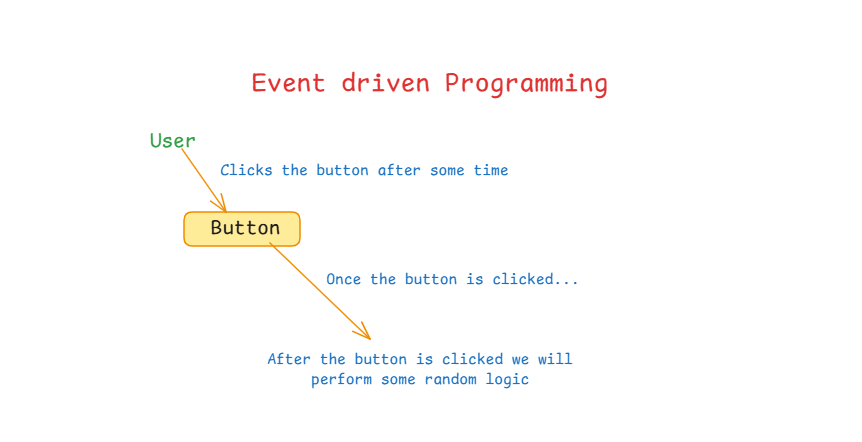 Event driven Programming
User
Clicks the button after some time
Button
Once the button is clicked...
After the button is clicked we will
perform some random logic